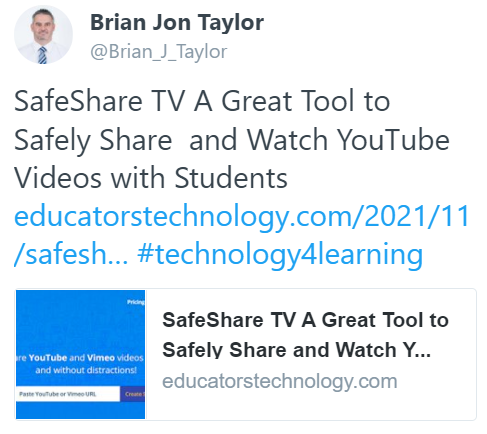 Brian Jon Taylor
@Brian_J_Taylor
SafeShare TV A Great Tool to
Safely Share  and Watch YouTube
Videos with Students
educatorstechnology.com/2021/11
/safesh... #technology4learning
Pricing
are YouTube and Vimeo videos
and without distractions!
Paste YouTube or Vimeo URL
Create S
SafeShare TV A Great Tool to
Safely Share and Watch Y...
educatorstechnology.com